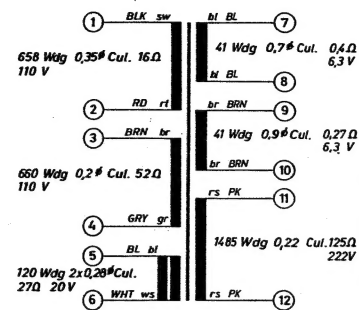 1 BLK sw
bl BL 7
658 Wdg 0,35ø Cul. 16Ω
110 V
41 Wdg 0,7ø Cul. 0,4Ω
6,3 V
bl BL 8
2 RD rt
br BRN 9
3 BRN br
41 Wdg 0,9ø Cul. 0,27Ω
6,3 V
br BRN 10
660 Wdg 0,2ø Cul. 52Ω
110 V
rs PK 11
4 GRY gr
1485 Wdg 0,22 Cul. 125Ω
222V
5 BL bl
120 Wdg 2x0,28ø Cul.
27Ω 20 V
6 WHT ws
rs PK 12